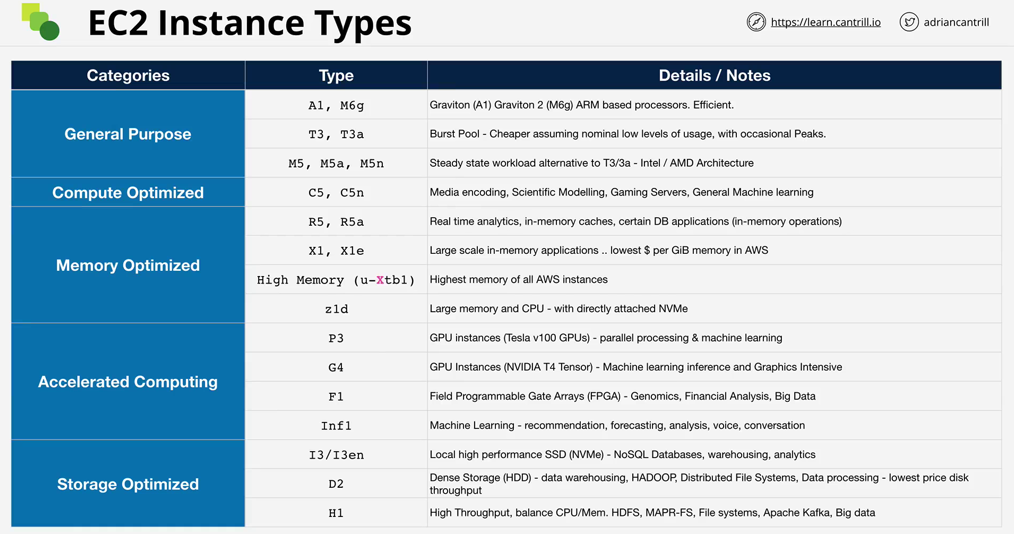 EC2 Instance Types
https://learn.cantrill.io
adriancantrill
Categories
Type
Details / Notes
General Purpose
A1, M6g
Graviton (A1) Graviton 2 (M6g) ARM based processors. Efficient.
T3, T3a
Burst Pool - Cheaper assuming nominal low levels of usage, with occasional Peaks.
M5, M5a, M5n
Steady state workload alternative to T3/3a - Intel / AMD Architecture
Compute Optimized
C5, C5n
Media encoding, Scientific Modelling, Gaming Servers, General Machine learning
Memory Optimized
R5, R5a
Real time analytics, in-memory caches, certain DB applications (in-memory operations)
X1, X1e
Large scale in-memory applications .. lowest $ per GiB memory in AWS
High Memory (u-Xtb1)
Highest memory of all AWS instances
z1d
Large memory and CPU - with directly attached NVMe
Accelerated Computing
P3
GPU instances (Tesla v100 GPUs) - parallel processing & machine learning
G4
GPU Instances (NVIDIA T4 Tensor) - Machine learning inference and Graphics Intensive
F1
Field Programmable Gate Arrays (FPGA) - Genomics, Financial Analysis, Big Data
Inf1
Machine Learning - recommendation, forecasting, analysis, voice, conversation
Storage Optimized
I3/I3en
Local high performance SSD (NVMe) - NoSQL Databases, warehousing, analytics
D2
Dense Storage (HDD) - data warehousing, HADOOP, Distributed File Systems, Data processing - lowest price disk
throughput
H1
High Throughput, balance CPU/Mem. HDFS, MAPR-FS, File systems, Apache Kafka, Big data